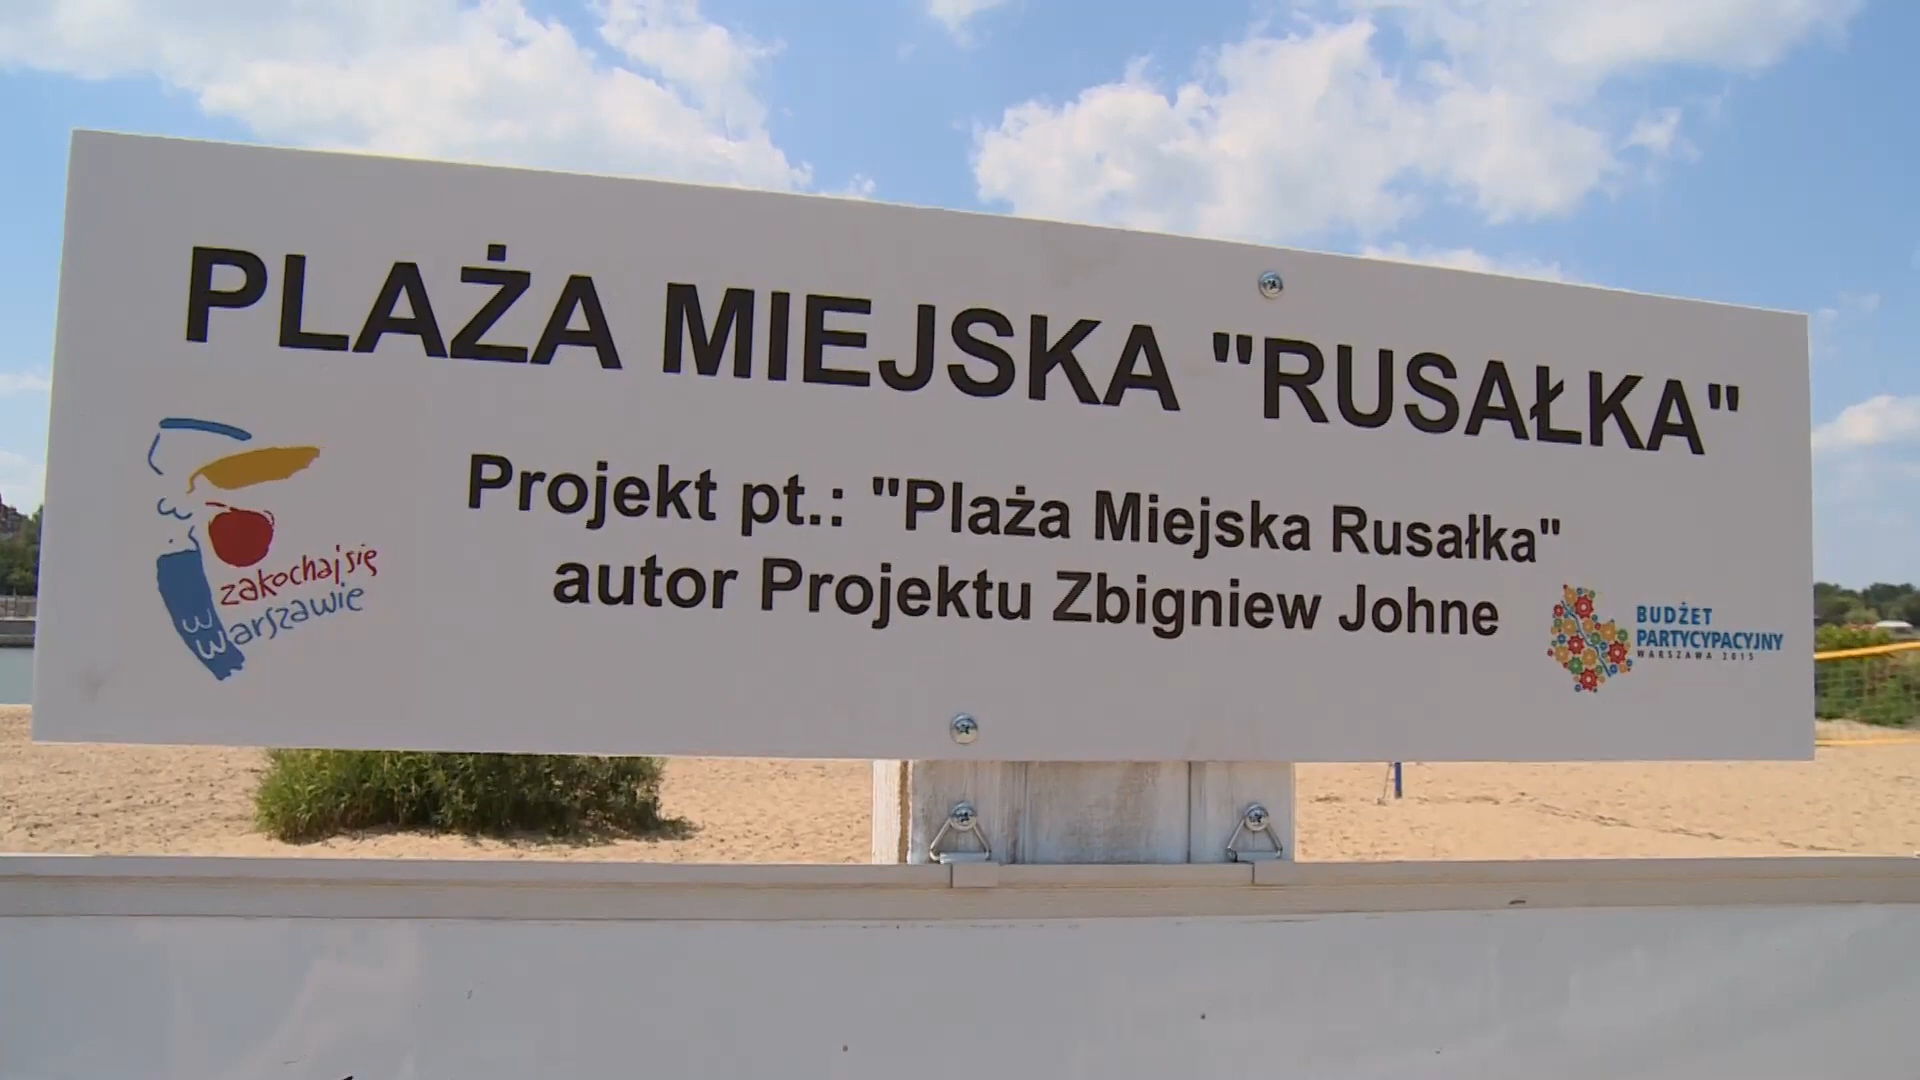 PLAŻA MIEJSKA "RUSAŁKA"
Projekt pt.: "Plaża Miejska Rusałka"
autor Projektu Zbigniew Johne
zakochaj się
w warszawie
BUDŻET
PARTYCYPACYJNY
WARSZAWA 2015